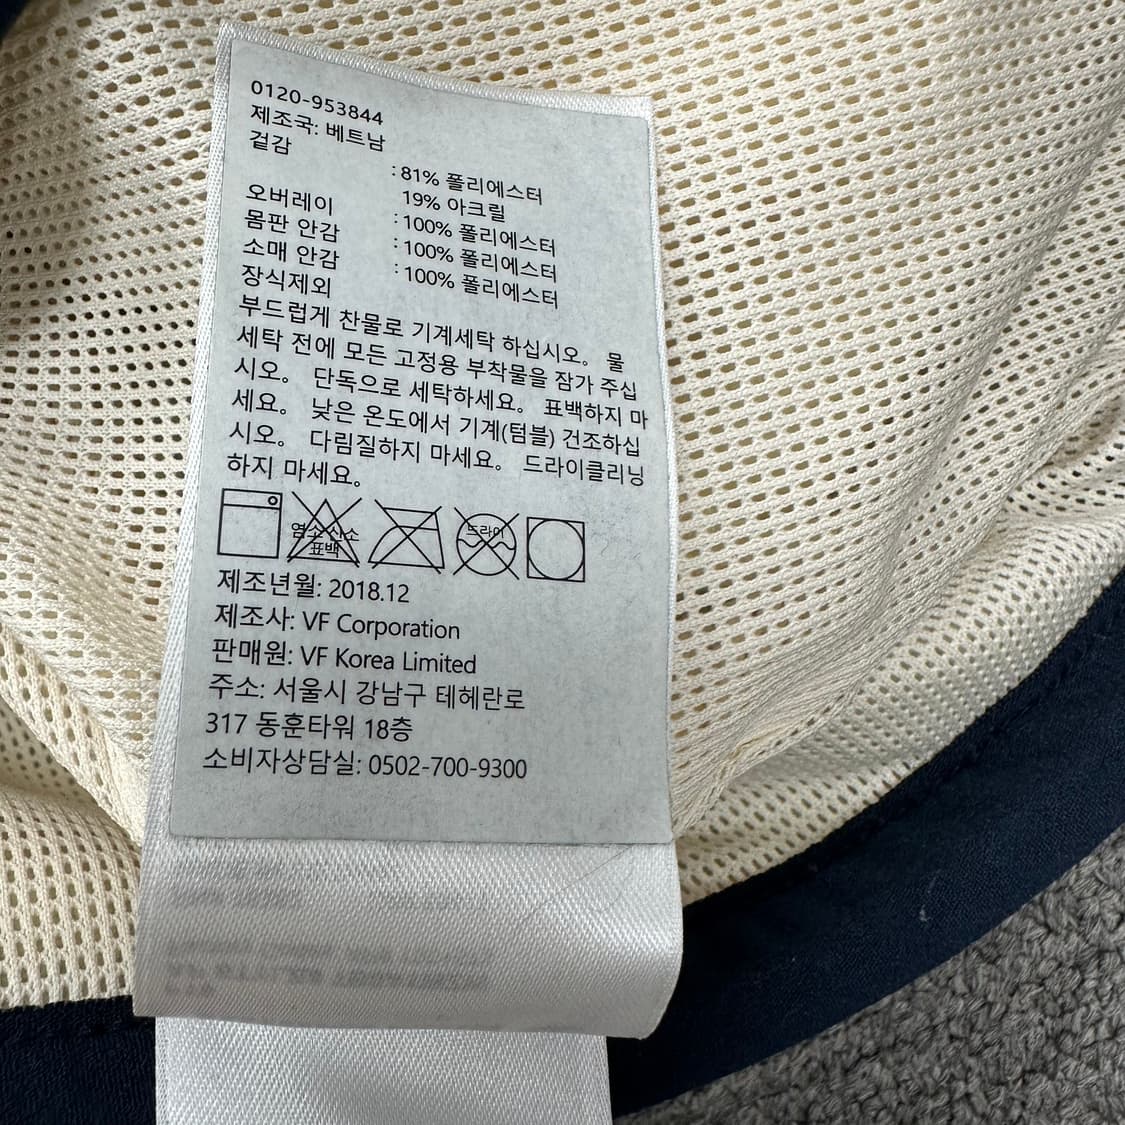 0120-953844
제조국: 베트남
겉감
: 81% 폴리에스터
19% 아크릴
오버레이 : 100% 폴리에스터
몸판 안감 : 100% 폴리에스터
소매 안감 : 100% 폴리에스터
장식제외
부드럽게 찬물로 기계세탁 하십시오。 물
세탁 전에 모든 고정용 부착물을 잠가 주십
시오。 단독으로 세탁하세요。 표백하지 마
세요。 낮은 온도에서 기계(텀블) 건조하십
시오。 다림질하지 마세요。 드라이클리닝
하지 마세요。
염소 산소 드라이
표백
제조년월: 2018.12
제조사: VF Corporation
판매원: VF Korea Limited
주소: 서울시 강남구 테헤란로
317 동훈타워 18층
소비자상담실: 0502-700-9300